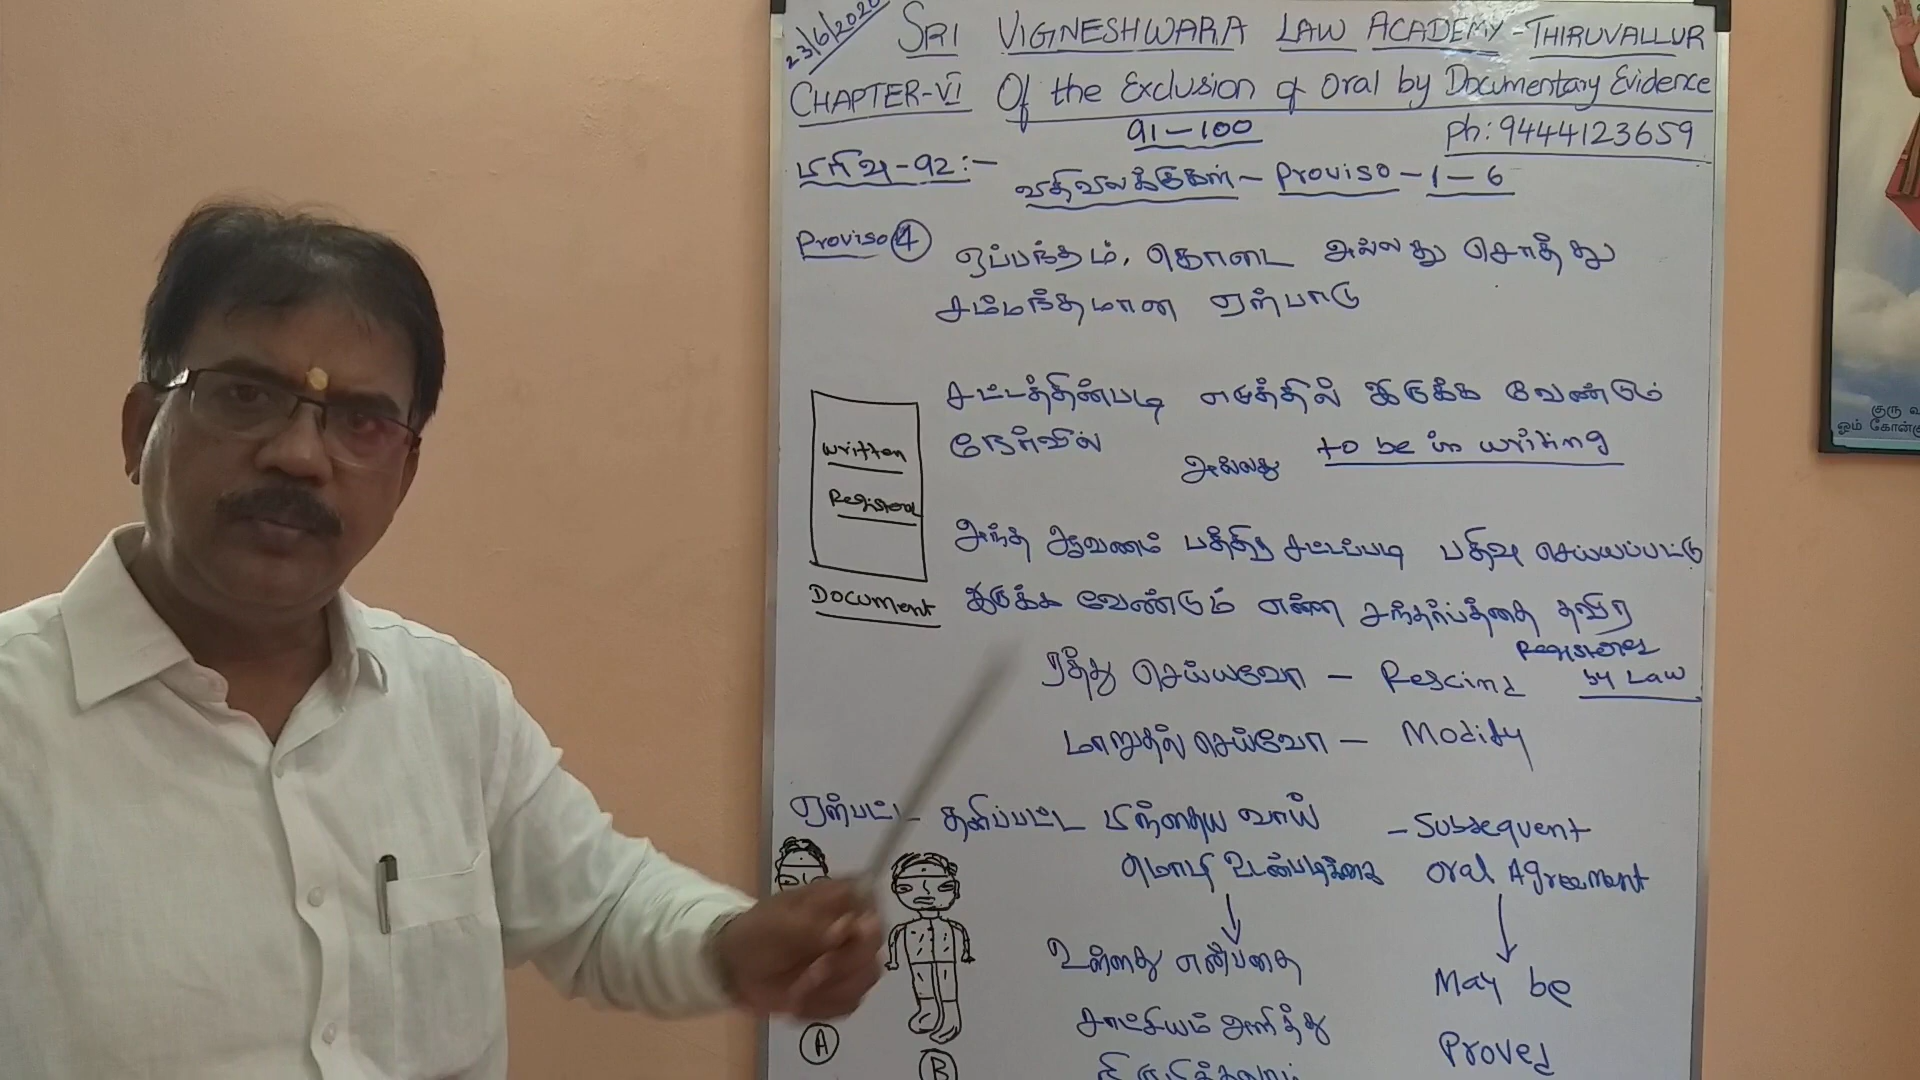 23/6/2020
SRI VIGNESHWARA LAW ACADEMY - THIRUVALLUR
CHAPTER-VI Of the Exclusion of Oral by Documentary Evidence
91-100
Ph: 9444123659
பிரிவு-92:-
விதிவிலக்குகள் - Proviso - 1 - 6
Proviso 4 ஒப்பந்தம், கொடை அல்லது சொத்து
சம்மந்தமான ஏற்பாடு
சட்டத்தின்படி எழுத்தில் இருக்க வேண்டும்
நேர்வில் அல்லது to be in writing
written
Registered
Document
அந்த ஆவணம் பத்திர சட்டப்படி பதிவு செய்யப்பட்டு
இருக்க வேண்டும் என்ற சந்தர்ப்பத்தை தவிர
Registered
by Law
ரத்து செய்யவோ - Rescind
மாறுதல் செய்வோ - Modify
ஏற்பட்ட தனிப்பட்ட பிந்தைய வாய் - Subsequent
மொழி உடன்படிக்கை Oral Agreement
உள்ளது என்பதை
May be
சாட்சியம் அளித்து
Proved
நிரூபிக்கலாம்
A
B
குரு
ஓம்